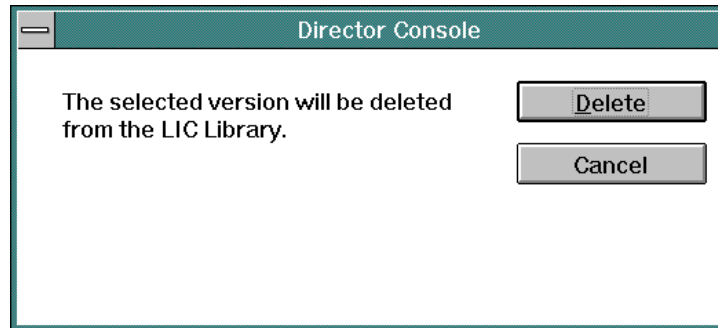 Director Console
The selected version will be deleted
from the LIC Library.
Delete
Cancel